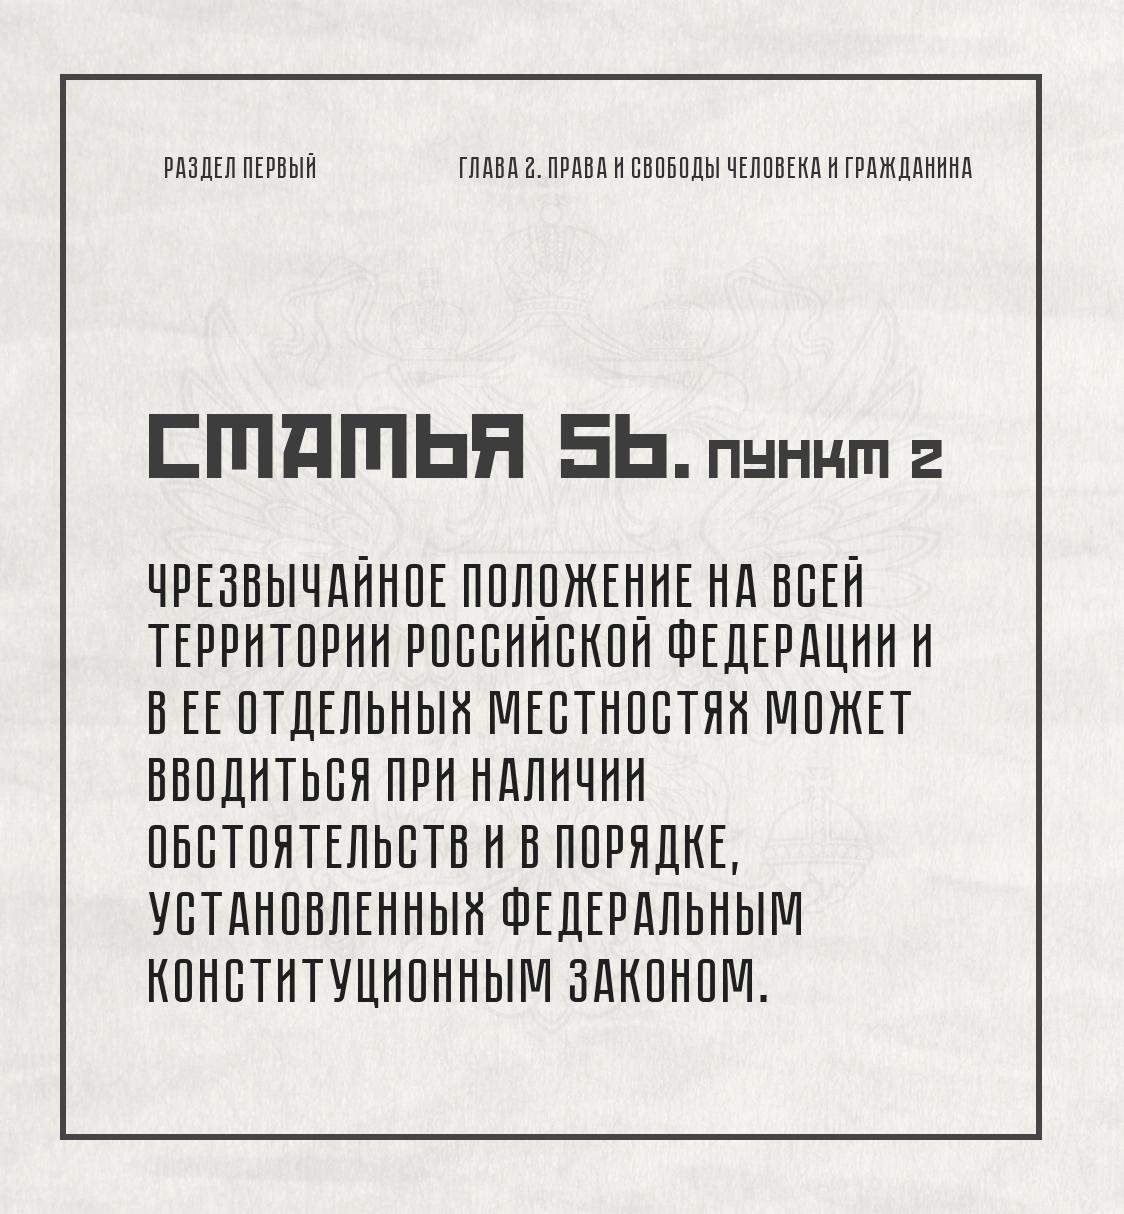 РАЗДЕЛ ПЕРВЫЙ
ГЛАВА 2. ПРАВА И СВОБОДЫ ЧЕЛОВЕКА И ГРАЖДАНИНА
СТАТЬЯ 56. ПУНКТ 2
ЧРЕЗВЫЧАЙНОЕ ПОЛОЖЕНИЕ НА ВСЕЙ
ТЕРРИТОРИИ РОССИЙСКОЙ ФЕДЕРАЦИИ И
В ЕЕ ОТДЕЛЬНЫХ МЕСТНОСТЯХ МОЖЕТ
ВВОДИТЬСЯ ПРИ НАЛИЧИИ
ОБСТОЯТЕЛЬСТВ И В ПОРЯДКЕ,
УСТАНОВЛЕННЫХ ФЕДЕРАЛЬНЫМ
КОНСТИТУЦИОННЫМ ЗАКОНОМ.